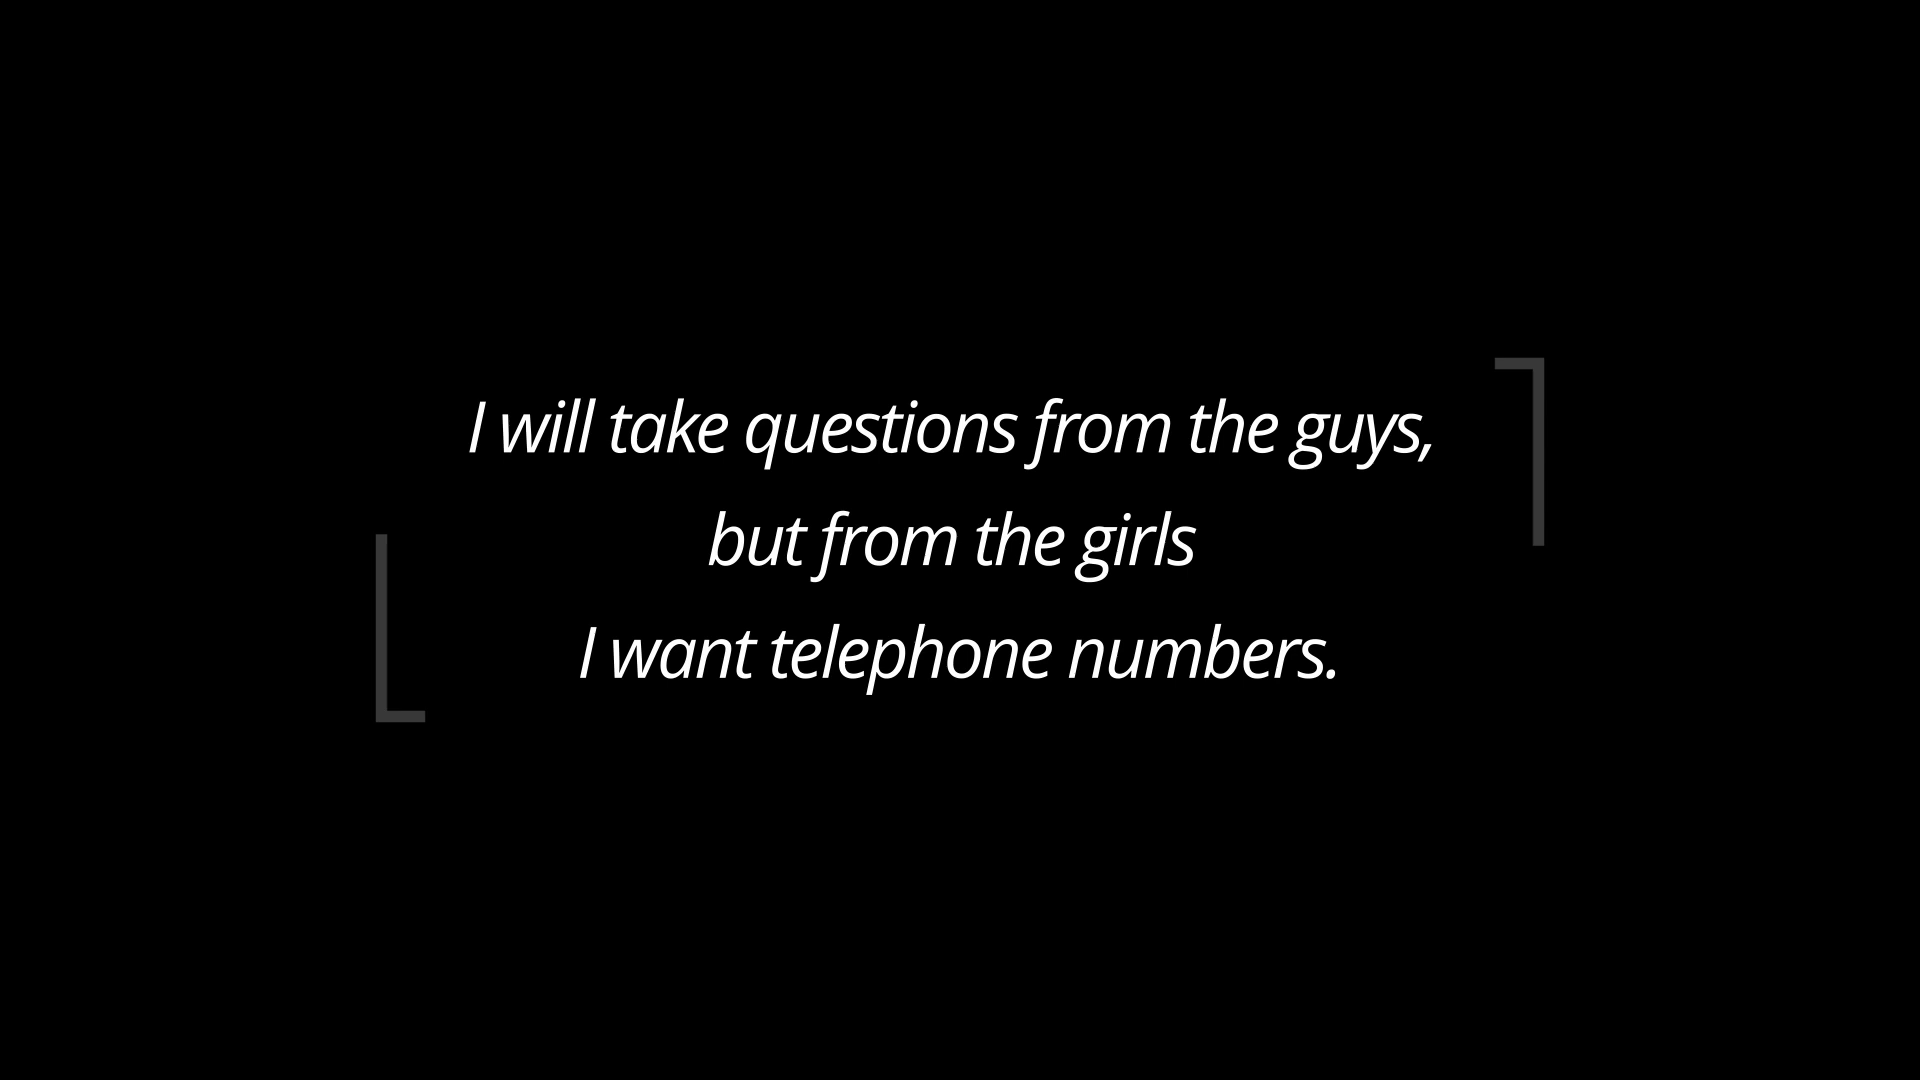 I will take questions from the guys,
but from the girls
I want telephone numbers.